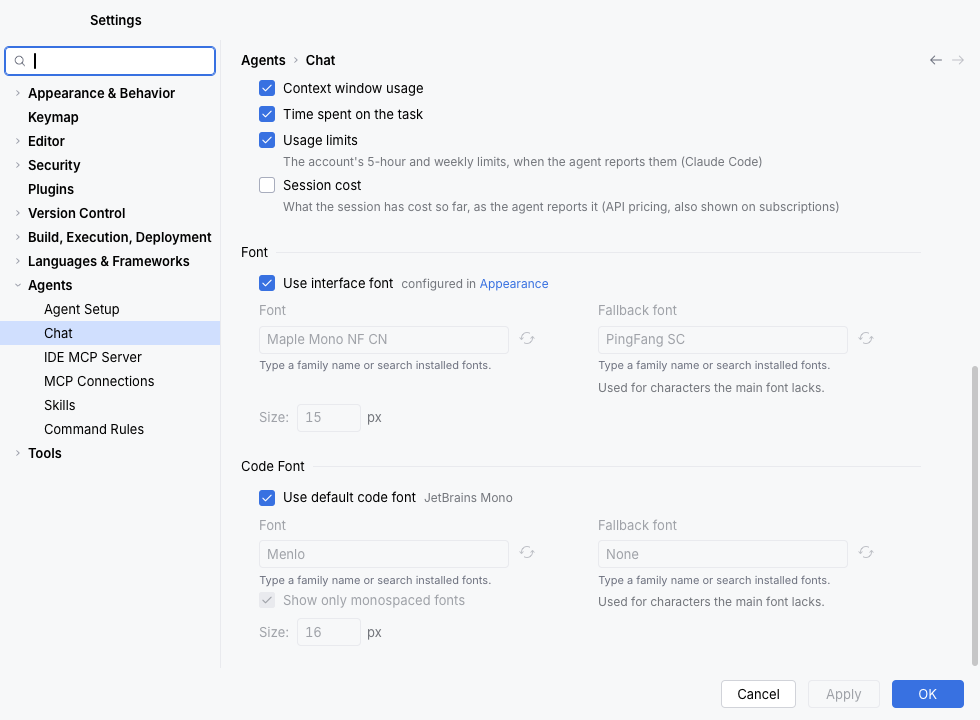 Settings
Agents › Chat
Appearance & Behavior
Keymap
Editor
Security
Plugins
Version Control
Build, Execution, Deployment
Languages & Frameworks
Agents
Agent Setup
Chat
IDE MCP Server
MCP Connections
Skills
Command Rules
Tools
Context window usage
Time spent on the task
Usage limits
The account's 5-hour and weekly limits, when the agent reports them (Claude Code)
Session cost
What the session has cost so far, as the agent reports it (API pricing, also shown on subscriptions)
Font
Use interface font configured in Appearance
Font Fallback font
Maple Mono NF CN PingFang SC
Type a family name or search installed fonts. Type a family name or search installed fonts.
Used for characters the main font lacks.
Size: 15 px
Code Font
Use default code font JetBrains Mono
Font Fallback font
Menlo None
Type a family name or search installed fonts. Type a family name or search installed fonts.
Show only monospaced fonts Used for characters the main font lacks.
Size: 16 px
Cancel Apply OK